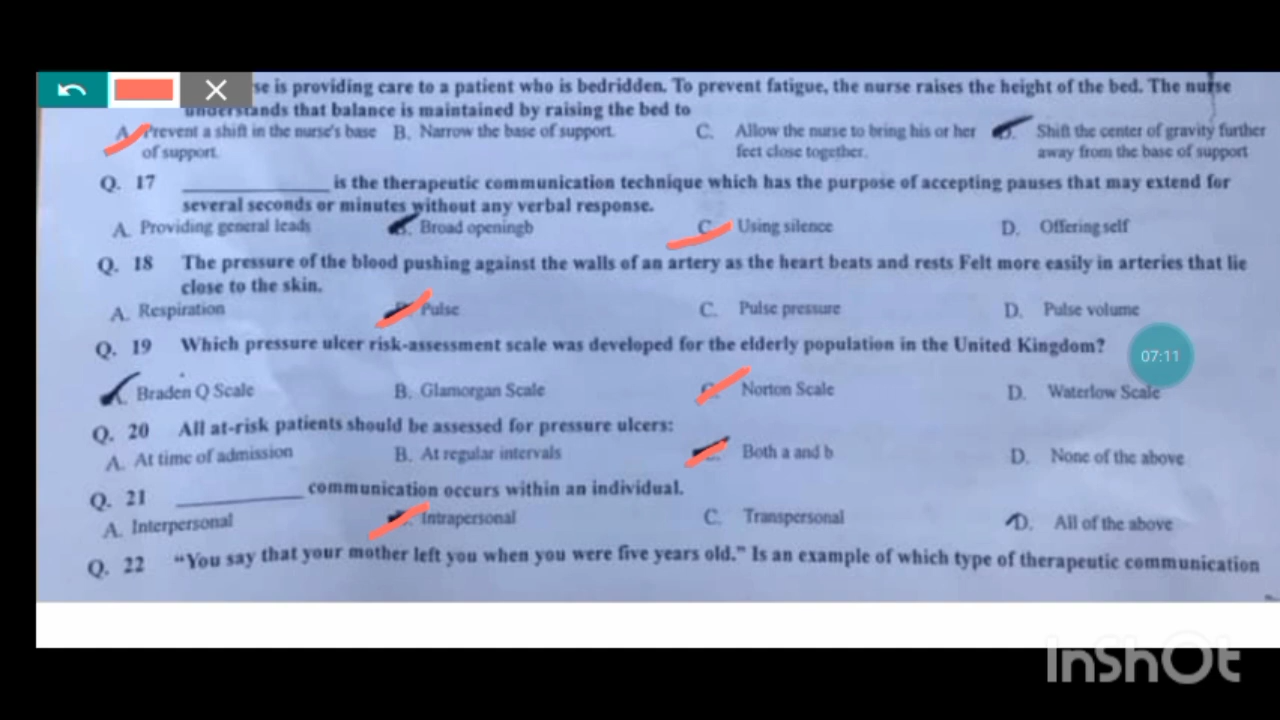 se is providing care to a patient who is bedridden. To prevent fatigue, the nurse raises the height of the bed. The nurse
understands that balance is maintained by raising the bed to
A. Prevent a shift in the nurse's base of support. B. Narrow the base of support. C. Allow the nurse to bring his or her feet close together. Shift the center of gravity further away from the base of support
Q. 17 ____________ is the therapeutic communication technique which has the purpose of accepting pauses that may extend for
several seconds or minutes without any verbal response.
A. Providing general leads B. Broad openingb C. Using silence D. Offering self
Q. 18 The pressure of the blood pushing against the walls of an artery as the heart beats and rests Felt more easily in arteries that lie
close to the skin.
A. Respiration Pulse C. Pulse pressure D. Pulse volume
Q. 19 Which pressure ulcer risk-assessment scale was developed for the elderly population in the United Kingdom?
07:11
A. Braden Q Scale B. Glamorgan Scale C. Norton Scale D. Waterlow Scale
Q. 20 All at-risk patients should be assessed for pressure ulcers:
A. At time of admission B. At regular intervals Both a and b D. None of the above
Q. 21 ____________ communication occurs within an individual.
A. Interpersonal Intrapersonal C. Transpersonal D. All of the above
Q. 22 “You say that your mother left you when you were five years old.” Is an example of which type of therapeutic communication
InShOt